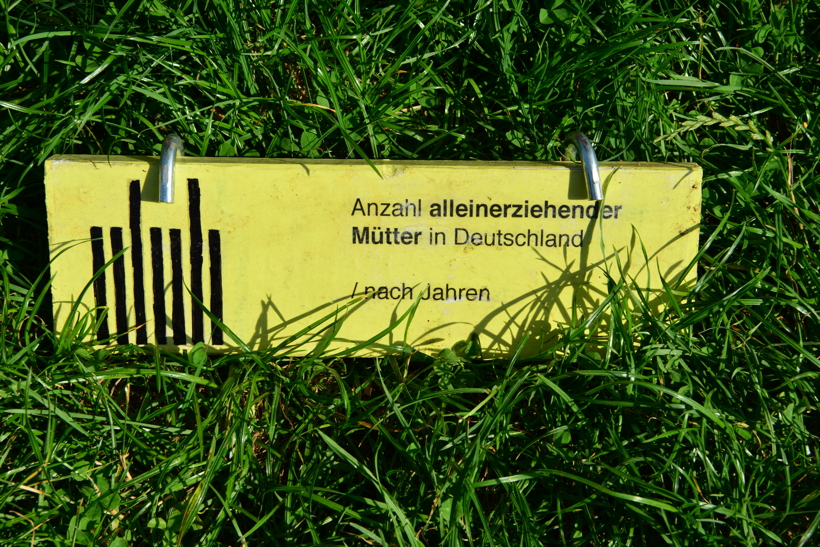 Anzahl alleinerziehender
Mütter in Deutschland
/ nach Jahren